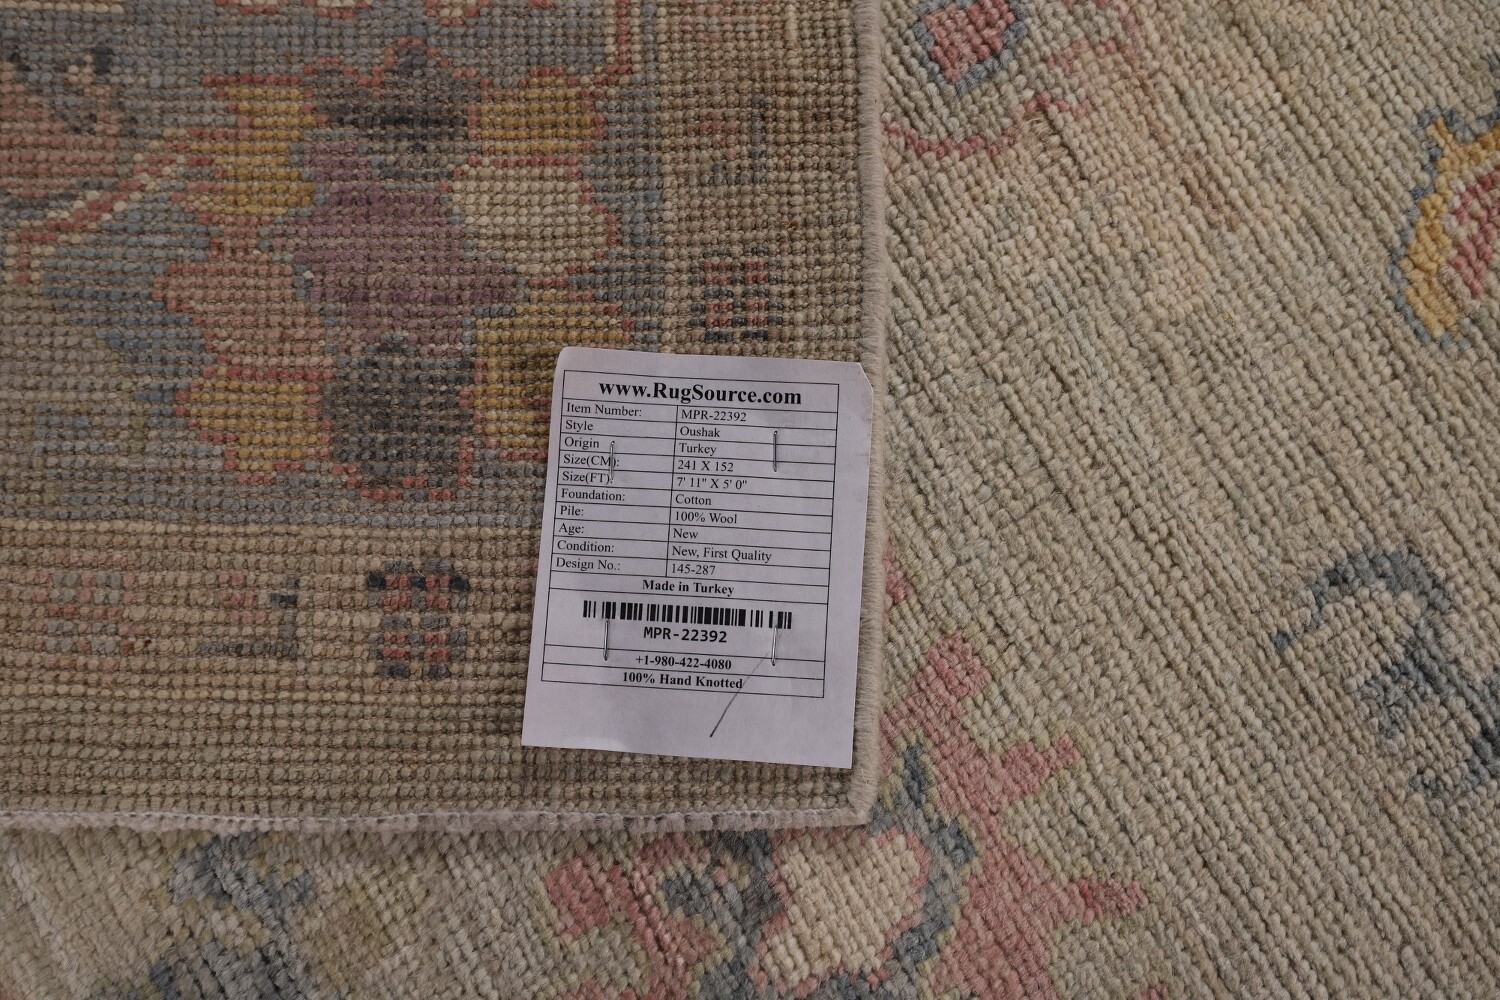 www.RugSource.com
Item Number: MPR-22392
Style Oushak
Origin Turkey
Size(CM): 241 X 152
Size(FT): 7' 11" X 5' 0"
Foundation: Cotton
Pile: 100% Wool
Age: New
Condition: New, First Quality
Design No.: 145-287
Made in Turkey
MPR-22392
+1-980-422-4080
100% Hand Knotted